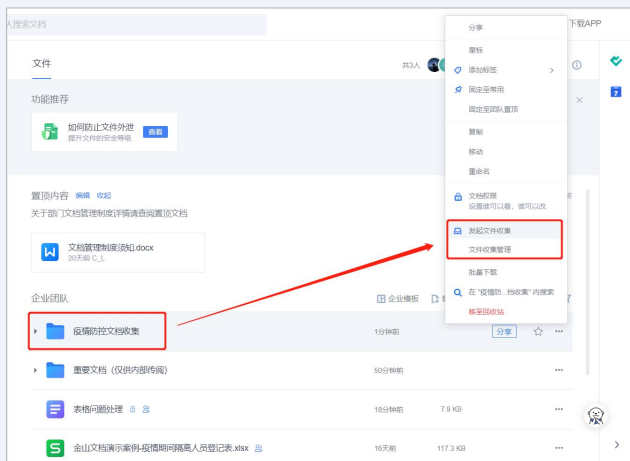 人搜索文档
下载APP
文件
共3人
功能推荐
如何防止文件外泄
提升文件的安全等级
查看
置顶内容 编辑 收起
关于部门文档管理制度详情请查阅置顶文档
文档管理制度须知.docx
20天前 C_L
企业团队
企业模板
疫情防控文档收集
1分钟前
分享
重要文档（仅供内部传阅）
50分钟前
表格问题处理
18分钟前
7.9 KB
金山文档演示案例-疫情期间隔离人员登记表.xlsx
16天前
117.3 KB
分享
星标
添加标签
固定至常用
固定至团队置顶
复制
移动
重命名
文档权限
设置谁可以看，谁可以改
发起文件收集
文件收集管理
批量下载
在 "疫情防...档收集" 内搜索
移至回收站
7